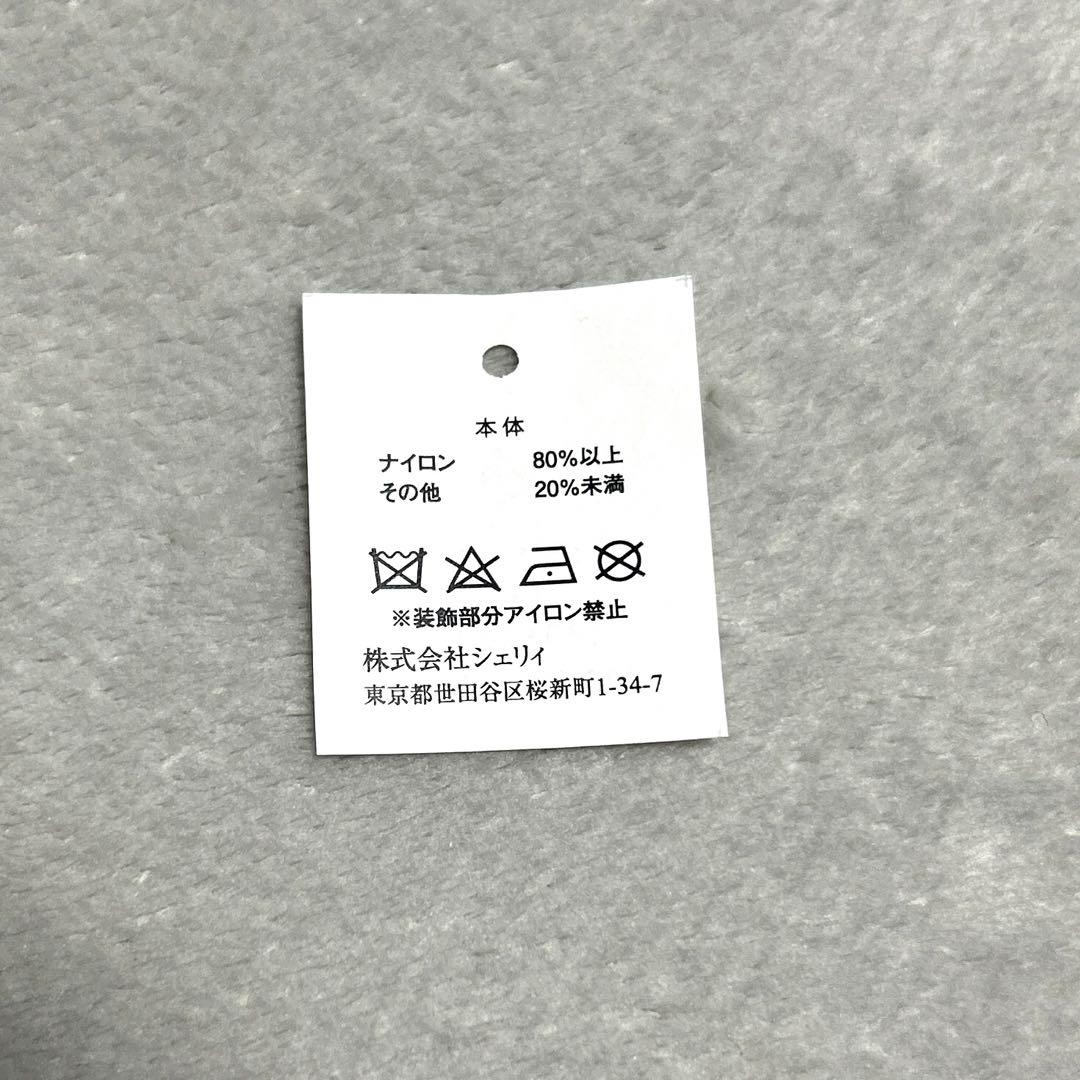 本体
ナイロン 80%以上
その他 20%未満
※装飾部分アイロン禁止
株式会社シェリィ
東京都世田谷区桜新町1-34-7